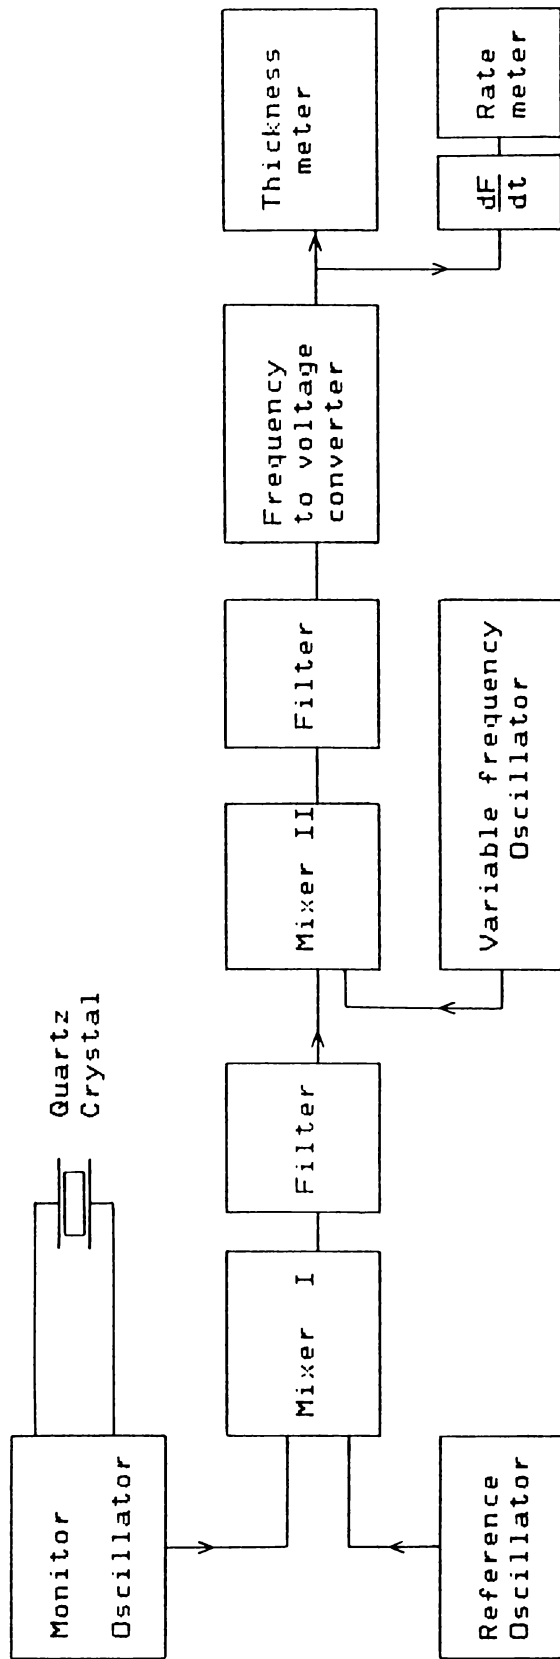 Monitor
Oscillator
Quartz
Crystal
Reference
Oscillator
Mixer I
Filter
Mixer II
Variable frequency
Oscillator
Filter
Frequency
to voltage
converter
Thickness
meter
dF
dt
Rate
meter